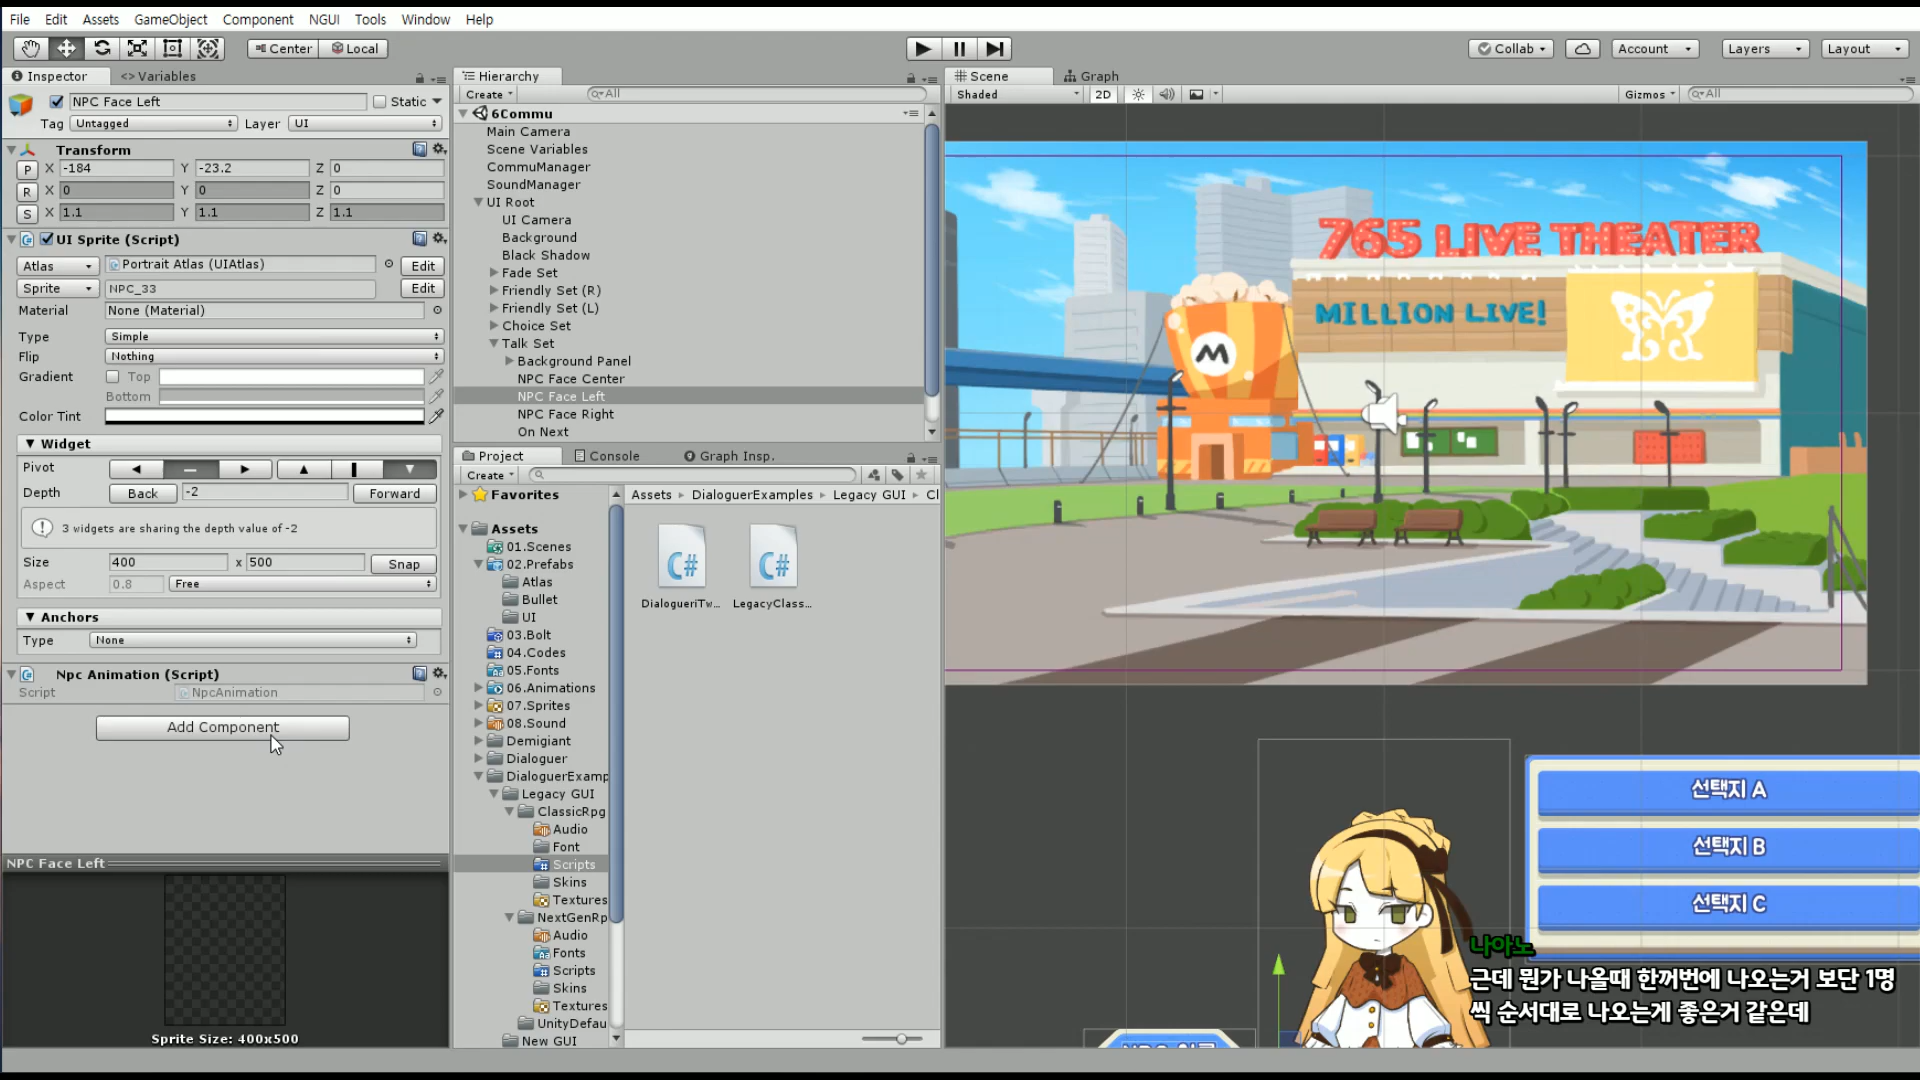 File Edit Assets GameObject Component NGUI Tools Window Help
Center Local
Collab Account Layers Layout
Inspector <> Variables
NPC Face Left Static
Tag Untagged Layer UI
Transform
P X -184 Y -23.2 Z 0
R X 0 Y 0 Z 0
S X 1.1 Y 1.1 Z 1.1
UI Sprite (Script)
Atlas Portrait Atlas (UIAtlas) Edit
Sprite NPC_33 Edit
Material None (Material)
Type Simple
Flip Nothing
Gradient Top
Bottom
Color Tint
Widget
Pivot
Depth Back -2 Forward
3 widgets are sharing the depth value of -2
Size 400 x 500 Snap
Aspect 0.8 Free
Anchors
Type None
Npc Animation (Script)
Script NpcAnimation
Add Component
NPC Face Left
Sprite Size: 400x500
Hierarchy
Create All
6Commu
Main Camera
Scene Variables
CommuManager
SoundManager
UI Root
UI Camera
Background
Black Shadow
Fade Set
Friendly Set (R)
Friendly Set (L)
Choice Set
Talk Set
Background Panel
NPC Face Center
NPC Face Left
NPC Face Right
On Next
Project Console Graph Insp.
Create
Favorites
Assets
01.Scenes
02.Prefabs
Atlas
Bullet
UI
03.Bolt
04.Codes
05.Fonts
06.Animations
07.Sprites
08.Sound
Demigiant
Dialoguer
DialoguerExamp
Legacy GUI
ClassicRpg
Audio
Font
Scripts
Skins
Textures
NextGenRp
Audio
Fonts
Scripts
Skins
Textures
UnityDefau
New GUI
Assets DialoguerExamples Legacy GUI Cl
DialogueriTw... LegacyClass...
Scene Graph
Shaded 2D Gizmos All
765 LIVE THEATER
MILLION LIVE!
M
선택지 A
선택지 B
선택지 C
나아노
근데 뭔가 나올때 한꺼번에 나오는거 보단 1명
씩 순서대로 나오는게 좋은거 같은데